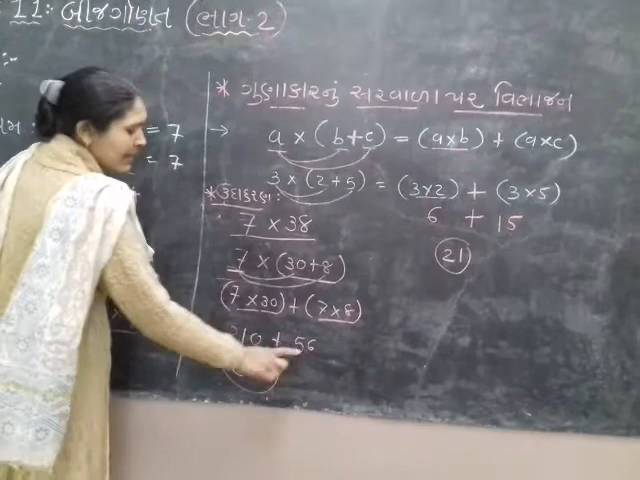 11: બીજગણિત (ભાગ-2)
= 7
= 7
* ગુણાકારનું સરવાળા પર વિભાજન
→ a × (b+c) = (a×b) + (a×c)
3 × (2+5) = (3×2) + (3×5)
6 + 15
21
* ઉદાહરણ:
7 × 38
7 × (30+8)
(7×30)+(7×8)
210 + 56